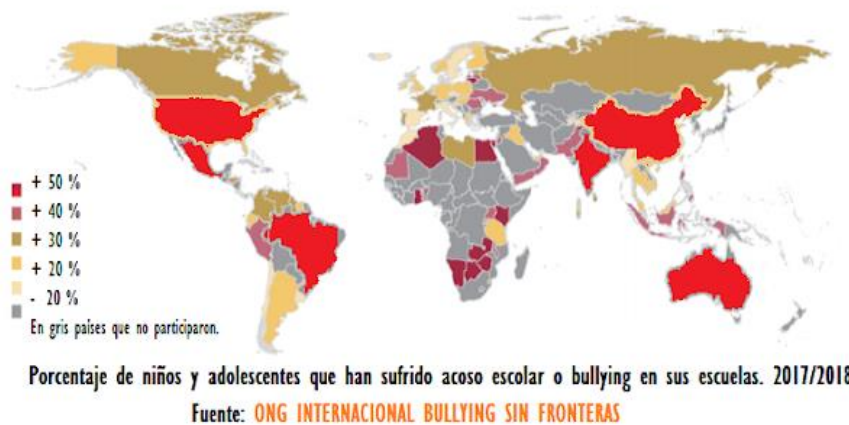 + 50 %
+ 40 %
+ 30 %
+ 20 %
- 20 %
En gris países que no participaron.
Porcentaje de niños y adolescentes que han sufrido acoso escolar o bullying en sus escuelas. 2017/2018
Fuente: ONG INTERNACIONAL BULLYING SIN FRONTERAS